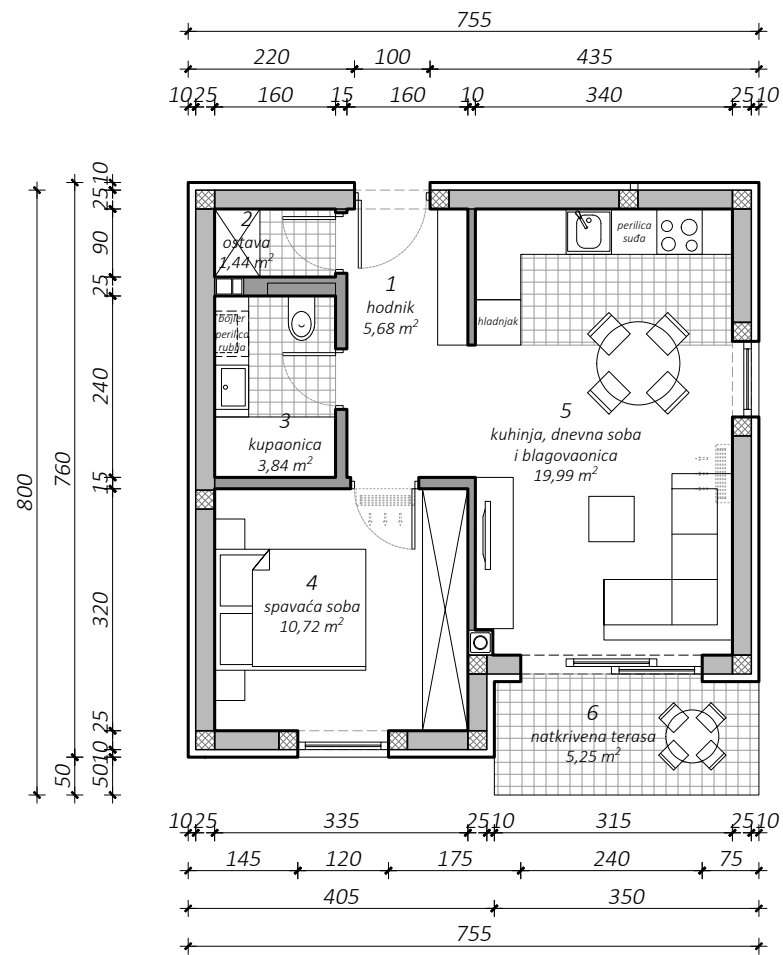 755
220 100 435
10 25 160 15 160 10 340 25 10
10
25
90
25
240
15
320
25
10
50
760
50
800
2
ostava
1,44 m²
1
hodnik
5,68 m²
perilica
suđa
hladnjak
bojler
perilica
rublja
3
kupaonica
3,84 m²
5
kuhinja, dnevna soba
i blagovaonica
19,99 m²
4
spavaća soba
10,72 m²
6
natkrivena terasa
5,25 m²
10 25 335 25 10 315 25 10
145 120 175 240 75
405 350
755